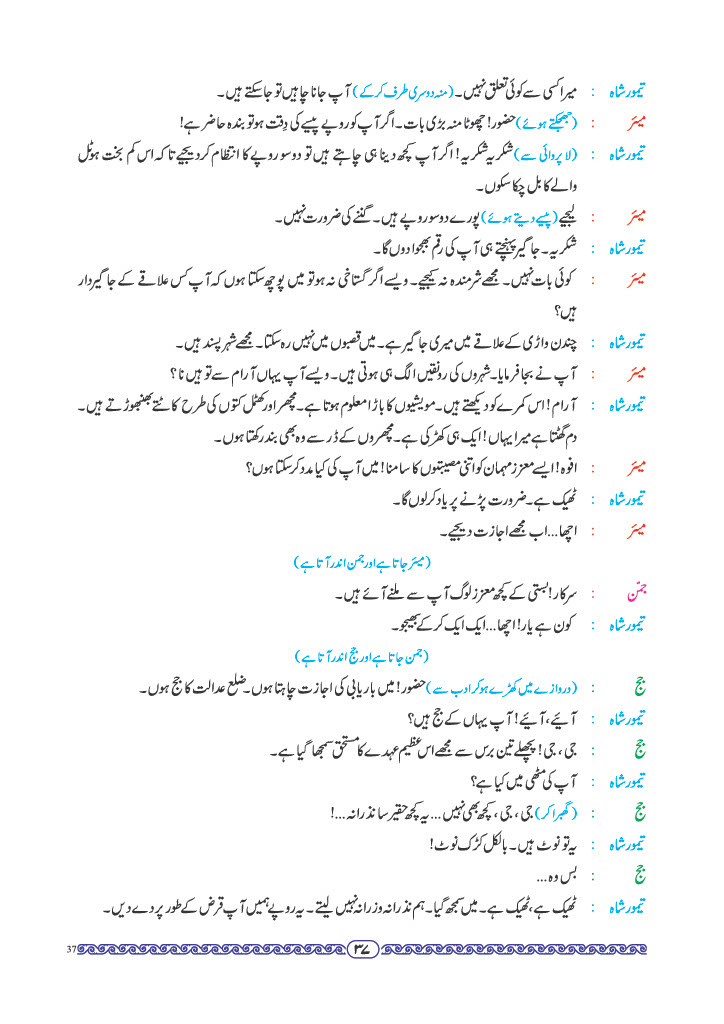 تیمور شاہ : میرا کسی سے کوئی تعلق نہیں۔ (منہ دوسری طرف کر کے) آپ جانا چاہیں تو جا سکتے ہیں۔
میئر : (جھجکتے ہوئے) حضور! چھوٹا منہ بڑی بات۔ اگر آپ کو روپے پیسے کی دِقت ہو تو بندہ حاضر ہے!
تیمور شاہ : (لا پروائی سے) شکریہ شکریہ! اگر آپ کچھ دینا ہی چاہتے ہیں تو دو سو روپے کا انتظام کر دیجیے تاکہ اس کم بخت ہوٹل
والے کا بل چکا سکوں۔
میئر : لیجیے (پیسے دیتے ہوئے) پورے دو سو روپے ہیں۔ گننے کی ضرورت نہیں۔
تیمور شاہ : شکریہ۔ جاگیر پہنچتے ہی آپ کی رقم بھجوا دوں گا۔
میئر : کوئی بات نہیں۔ مجھے شرمندہ نہ کیجیے۔ ویسے اگر گستاخی نہ ہو تو میں پوچھ سکتا ہوں کہ آپ کس علاقے کے جاگیردار
ہیں؟
تیمور شاہ : چندن واڑی کے علاقے میں میری جاگیر ہے۔ میں قصبوں میں نہیں رہ سکتا۔ مجھے شہر پسند ہیں۔
میئر : آپ نے بجا فرمایا۔ شہروں کی رونقیں الگ ہی ہوتی ہیں۔ ویسے آپ یہاں آرام سے تو ہیں نا؟
تیمور شاہ : آرام! اس کمرے کو دیکھتے ہیں۔ مویشیوں کا باڑا معلوم ہوتا ہے۔ مچھر اور کھٹمل کتوں کی طرح کاٹتے بھنبھوڑتے ہیں۔
دم گھٹتا ہے میرا یہاں! ایک ہی کھڑکی ہے۔ مچھروں کے ڈر سے وہ بھی بند رکھتا ہوں۔
میئر : افوہ! ایسے معزز مہمان کو اتنی مصیبتوں کا سامنا! میں آپ کی کیا مدد کر سکتا ہوں؟
تیمور شاہ : ٹھیک ہے۔ ضرورت پڑنے پر یاد کر لوں گا۔
میئر : اچھا... اب مجھے اجازت دیجیے۔
(میئر جاتا ہے اور جمن اندر آتا ہے)
جمّن : سرکار! بستی کے کچھ معزز لوگ آپ سے ملنے آئے ہیں۔
تیمور شاہ : کون ہے یار! اچھا... ایک ایک کر کے بھیجو۔
(جمن جاتا ہے اور جج اندر آتا ہے)
جج : (دروازے میں کھڑے ہو کر ادب سے) حضور! میں باریابی کی اجازت چاہتا ہوں۔ ضلع عدالت کا جج ہوں۔
تیمور شاہ : آئیے، آئیے! آپ یہاں کے جج ہیں؟
جج : جی، جی! پچھلے تین برس سے مجھے اس عظیم عہدے کا مستحق سمجھا گیا ہے۔
تیمور شاہ : آپ کی مٹھی میں کیا ہے؟
جج : (گھبرا کر) جی، جی، کچھ بھی نہیں... یہ کچھ حقیر سا نذرانہ...!
تیمور شاہ : یہ تو نوٹ ہیں۔ بالکل کڑک نوٹ!
جج : بس وہ...
تیمور شاہ : ٹھیک ہے، ٹھیک ہے۔ میں سمجھ گیا۔ ہم نذرانہ وزرانہ نہیں لیتے۔ یہ روپے ہمیں آپ قرض کے طور پر دے دیں۔
۳۷
37